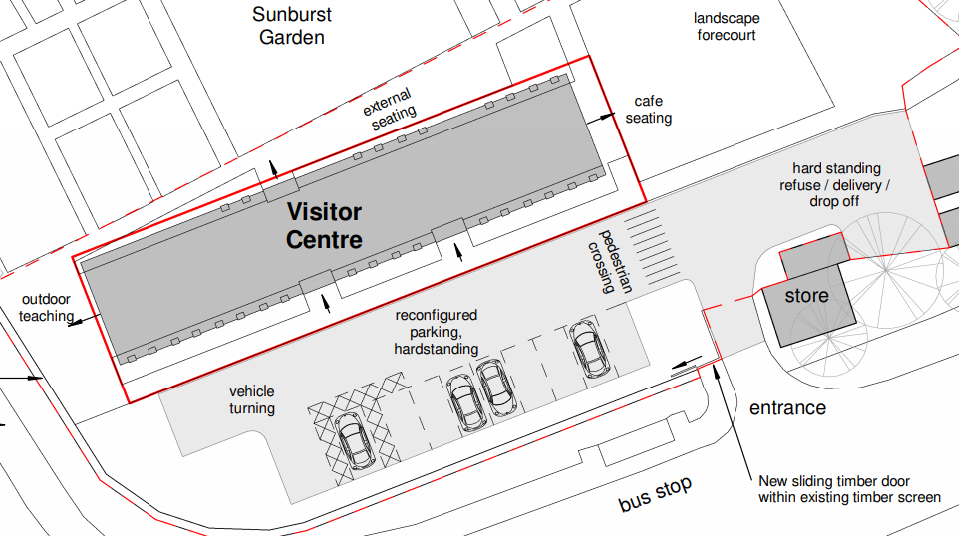 Sunburst
Garden
landscape
forecourt
external
seating
cafe
seating
hard standing
refuse / delivery /
drop off
Visitor
Centre
pedestrian
crossing
outdoor
teaching
store
reconfigured
parking,
hardstanding
vehicle
turning
entrance
New sliding timber door
within existing timber screen
bus stop